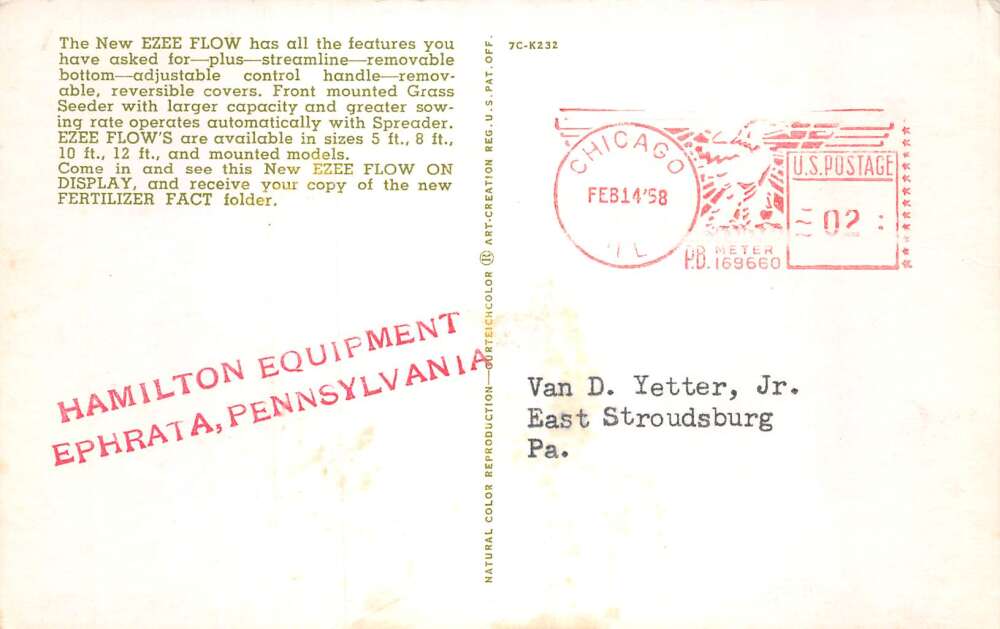 The New EZEE FLOW has all the features you
have asked for—plus—streamline—removable
bottom—adjustable control handle—remov-
able, reversible covers. Front mounted Grass
Seeder with larger capacity and greater sow-
ing rate operates automatically with Spreader.
EZEE FLOW'S are available in sizes 5 ft., 8 ft.,
10 ft., 12 ft., and mounted models.
Come in and see this New EZEE FLOW ON
DISPLAY, and receive your copy of the new
FERTILIZER FACT folder.
HAMILTON EQUIPMENT
EPHRATA, PENNSYLVANIA
NATURAL COLOR REPRODUCTION—CURTEICHCOLOR ® ART-CREATION REG. U.S. PAT. OFF.
7C-K232
CHICAGO
FEB14'58
IL
P.B. METER
169660
U.S. POSTAGE
02
Van D. Yetter, Jr.
East Stroudsburg
Pa.